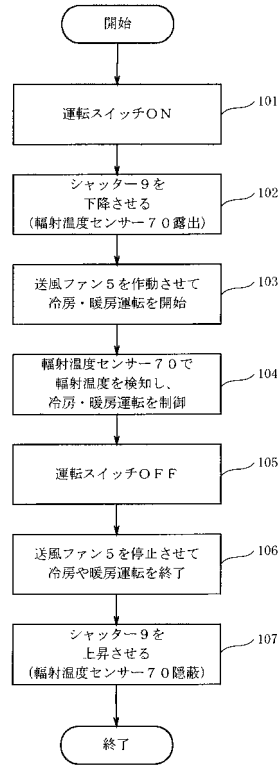 開始
運転スイッチON
101
シャッター9を
下降させる
(輻射温度センサー70露出)
102
送風ファン5を作動させて
冷房・暖房運転を開始
103
輻射温度センサー70で
輻射温度を検知し、
冷房・暖房運転を制御
104
運転スイッチOFF
105
送風ファン5を停止させて
冷房や暖房運転を終了
106
シャッター9を
上昇させる
(輻射温度センサー70隠蔽)
107
終了